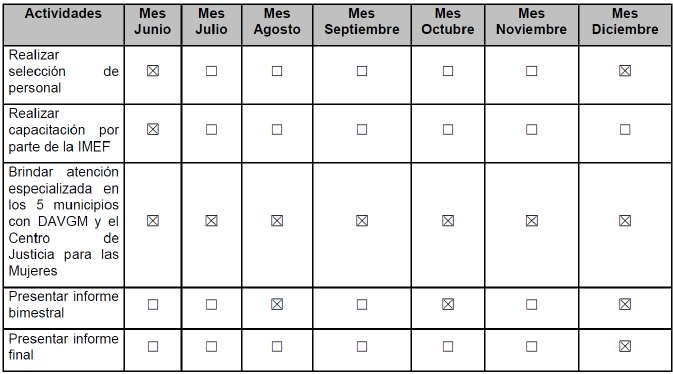 Actividades Mes Junio Mes Julio Mes Agosto Mes Septiembre Mes Octubre Mes Noviembre Mes Diciembre
Realizar
selección de
personal
☒ ☐ ☐ ☐ ☐ ☐ ☒
Realizar
capacitación por
parte de la IMEF
☒ ☐ ☐ ☐ ☐ ☐ ☐
Brindar atención
especializada en
los 5 municipios
con DAVGM y el
Centro de
Justicia para las
Mujeres
☒ ☒ ☒ ☒ ☒ ☒ ☒
Presentar informe
bimestral
☐ ☐ ☒ ☐ ☒ ☐ ☒
Presentar informe
final
☐ ☐ ☐ ☐ ☐ ☐ ☒